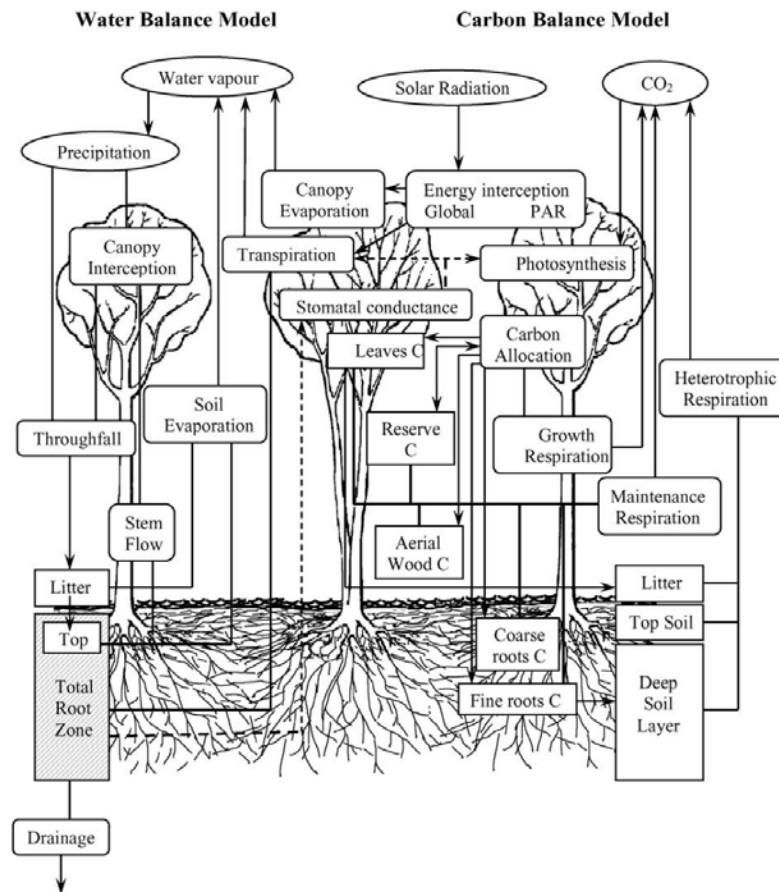 Water Balance Model
Carbon Balance Model
Water vapour
Solar Radiation
CO₂
Precipitation
Canopy
Evaporation
Energy interception
Global PAR
Canopy
Interception
Transpiration
Photosynthesis
Stomatal conductance
Leaves C
Carbon
Allocation
Heterotrophic
Respiration
Soil
Evaporation
Throughfall
Reserve
C
Growth
Respiration
Maintenance
Respiration
Stem
Flow
Aerial
Wood C
Litter
Litter
Top
Top Soil
Coarse
roots C
Total
Root
Zone
Fine roots C
Deep
Soil
Layer
Drainage